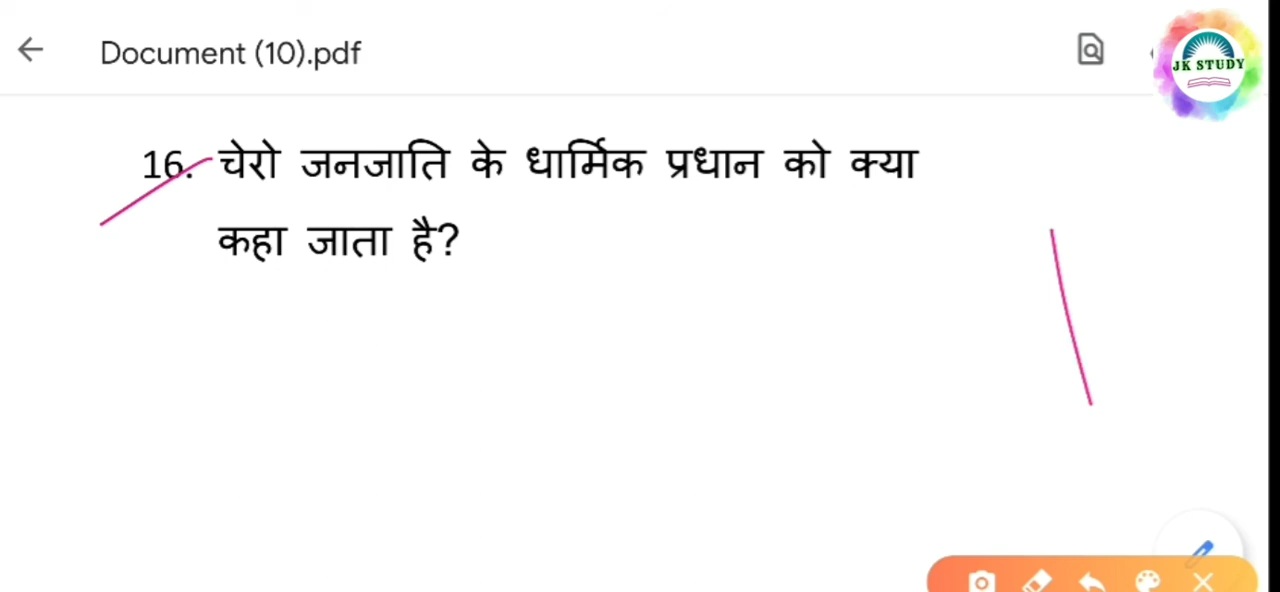 Document (10).pdf
JK STUDY
16. चेरो जनजाति के धार्मिक प्रधान को क्या
कहा जाता है?